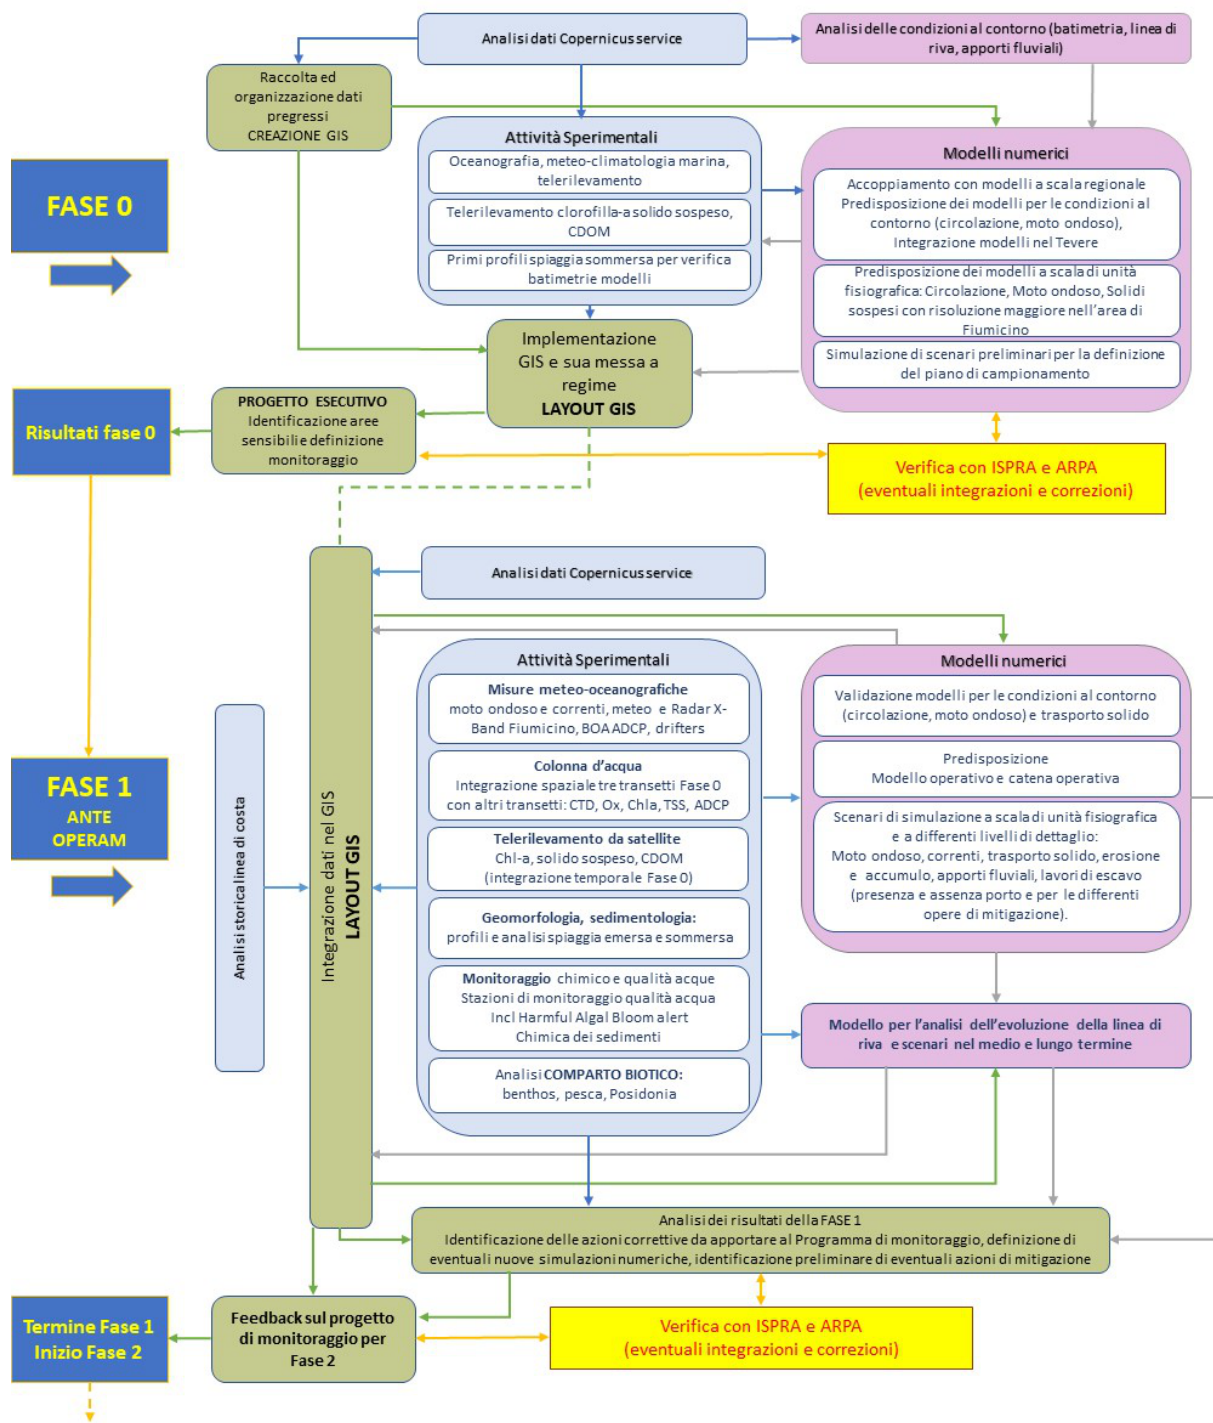 Analisi dati Copernicus service
Analisi delle condizioni al contorno (batimetria, linea di
riva, apporti fluviali)
Raccolta ed
organizzazione dati
pregressi
CREAZIONE GIS
FASE 0
Attività Sperimentali
Oceanografia, meteo-climatologia marina,
telerilevamento
Telerilevamento clorofilla-a solido sospeso,
CDOM
Primi profili spiaggia sommersa per verifica
batimetrie modelli
Modelli numerici
Accoppiamento con modelli a scala regionale
Predisposizione dei modelli per le condizioni al
contorno (circolazione, moto ondoso),
Integrazione modelli nel Tevere
Predisposizione dei modelli a scala di unità
fisiografica: Circolazione, Moto ondoso, Solidi
sospesi con risoluzione maggiore nell'area di
Fiumicino
Simulazione di scenari preliminari per la definizione
del piano di campionamento
Implementazione
GIS e sua messa a
regime
LAYOUT GIS
PROGETTO ESECUTIVO
Identificazione aree
sensibili e definizione
monitoraggio
Risultati fase 0
Verifica con ISPRA e ARPA
(eventuali integrazioni e correzioni)
Analisi dati Copernicus service
FASE 1
ANTE
OPERAM
Analisi storica linea di costa
Integrazione dati nel GIS
LAYOUT GIS
Attività Sperimentali
Misure meteo-oceanografiche
moto ondoso e correnti, meteo e Radar X-
Band Fiumicino, BOA ADCP, drifters
Colonna d'acqua
Integrazione spaziale tre transetti Fase 0
con altri transetti: CTD, Ox, Chla, TSS, ADCP
Telerilevamento da satellite
Chl-a, solido sospeso, CDOM
(integrazione temporale Fase 0)
Geomorfologia, sedimentologia:
profili e analisi spiaggia emersa e sommersa
Monitoraggio chimico e qualità acque
Stazioni di monitoraggio qualità acqua
Incl Harmful Algal Bloom alert
Chimica dei sedimenti
Analisi COMPARTO BIOTICO:
benthos, pesca, Posidonia
Modelli numerici
Validazione modelli per le condizioni al contorno
(circolazione, moto ondoso) e trasporto solido
Predisposizione
Modello operativo e catena operativa
Scenari di simulazione a scala di unità fisiografica
e a differenti livelli di dettaglio:
Moto ondoso, correnti, trasporto solido, erosione
e accumulo, apporti fluviali, lavori di escavo
(presenza e assenza porto e per le differenti
opere di mitigazione).
Modello per l'analisi dell'evoluzione della linea di
riva e scenari nel medio e lungo termine
Analisi dei risultati della FASE 1
Identificazione delle azioni correttive da apportare al Programma di monitoraggio, definizione di
eventuali nuove simulazioni numeriche, identificazione preliminare di eventuali azioni di mitigazione
Termine Fase 1
Inizio Fase 2
Feedback sul progetto
di monitoraggio per
Fase 2
Verifica con ISPRA e ARPA
(eventuali integrazioni e correzioni)